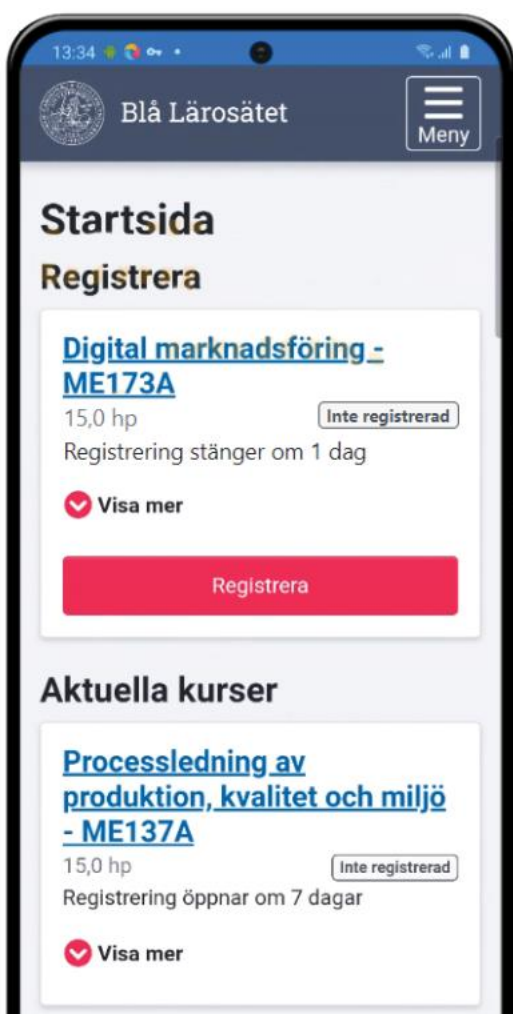 13:34
Blå Lärosätet
Meny
Startsida
Registrera
Digital marknadsföring -
ME173A
15,0 hp
Inte registrerad
Registrering stänger om 1 dag
Visa mer
Registrera
Aktuella kurser
Processledning av
produktion, kvalitet och miljö
- ME137A
15,0 hp
Inte registrerad
Registrering öppnar om 7 dagar
Visa mer